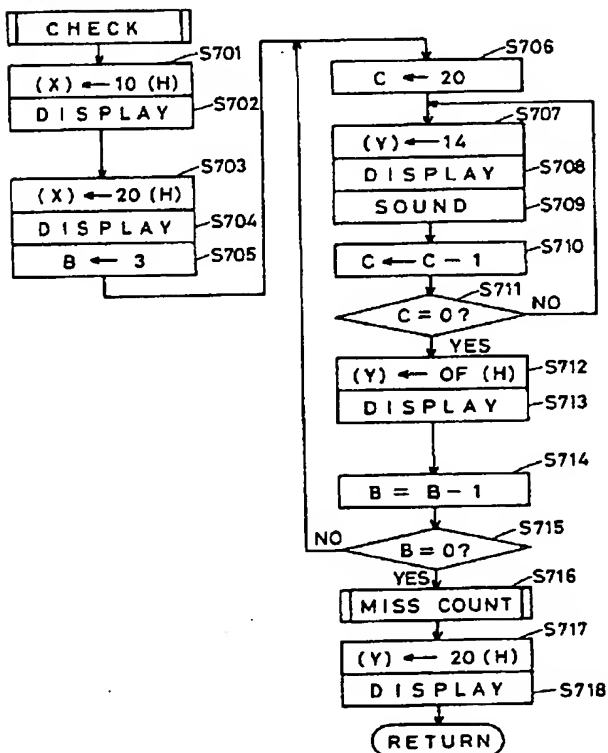 CHECK
S701
(X) ← 10 (H)
S702
DISPLAY
S703
(X) ← 20 (H)
S704
DISPLAY
S705
B ← 3
S706
C ← 20
S707
(Y) ← 14
DISPLAY
S708
SOUND
S709
S710
C ← C - 1
S711
C = 0?
NO
YES
(Y) ← OF (H)
S712
DISPLAY
S713
S714
B = B - 1
S715
NO
B = 0?
YES
S716
MISS COUNT
S717
(Y) ← 20 (H)
DISPLAY
S718
RETURN